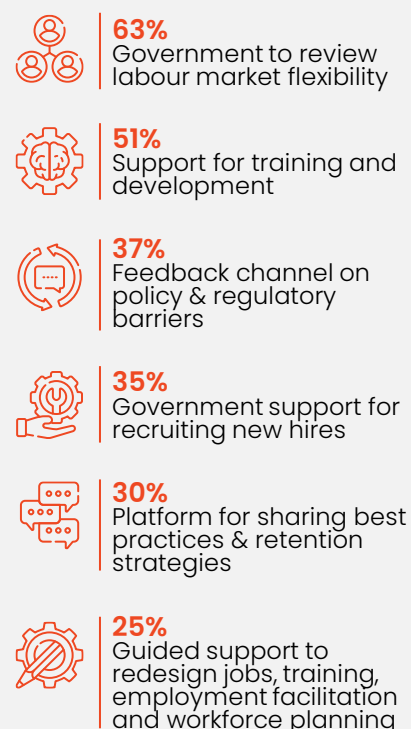 63%
Government to review
labour market flexibility
51%
Support for training and
development
37%
Feedback channel on
policy & regulatory
barriers
35%
Government support for
recruiting new hires
30%
Platform for sharing best
practices & retention
strategies
25%
Guided support to
redesign jobs, training,
employment facilitation
and workforce planning